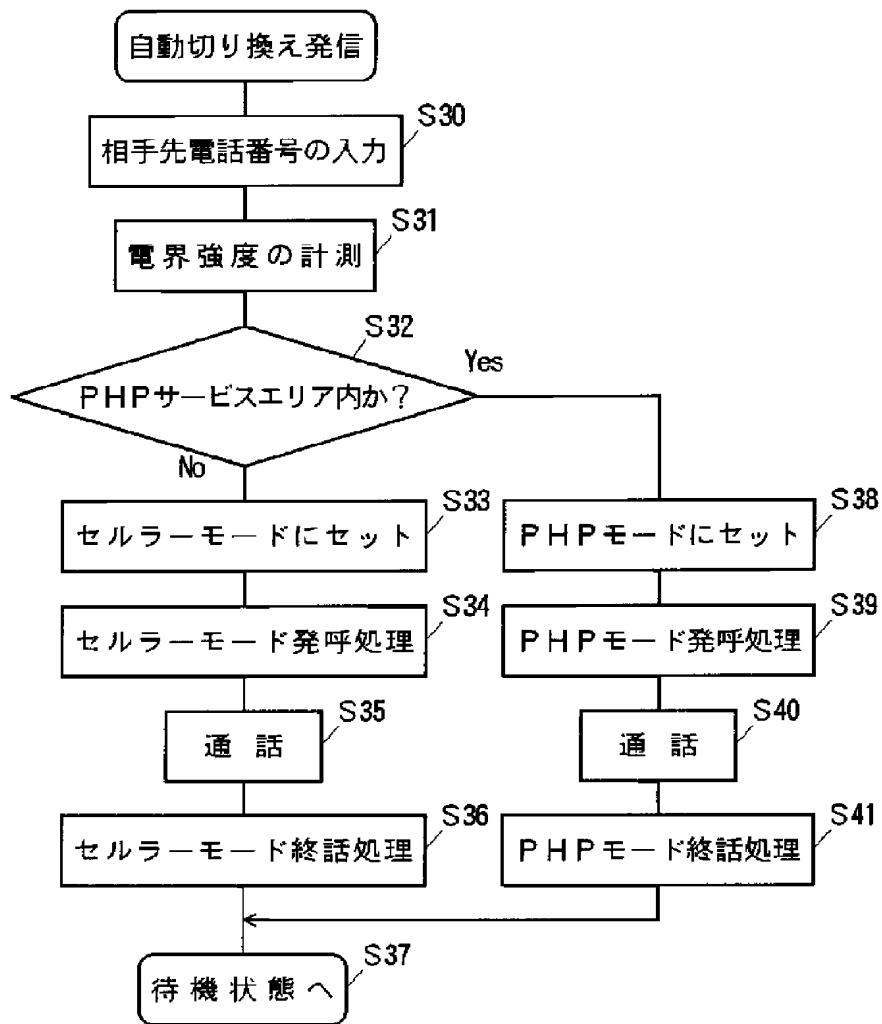 自動切り換え発信
S30
相手先電話番号の入力
S31
電界強度の計測
S32
PHPサービスエリア内か?
Yes
No
S33
セルラーモードにセット
S34
セルラーモード発呼処理
S35
通話
S36
セルラーモード終話処理
S38
PHPモードにセット
S39
PHPモード発呼処理
S40
通話
S41
PHPモード終話処理
S37
待機状態へ